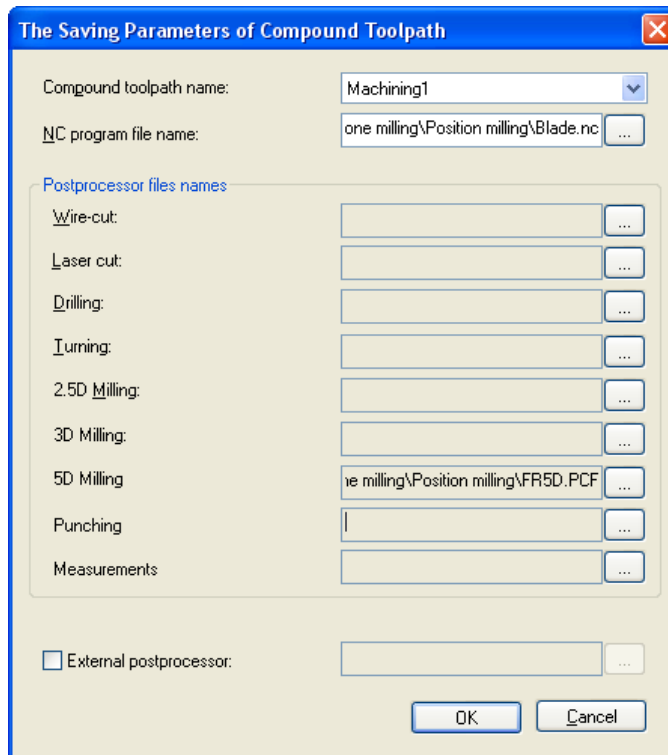 The Saving Parameters of Compound Toolpath
Compound toolpath name: Machining1
NC program file name: one milling\Position milling\Blade.nc ...
Postprocessor files names
Wire-cut: ...
Laser cut: ...
Drilling: ...
Turning: ...
2.5D Milling: ...
3D Milling: ...
5D Milling ıe milling\Position milling\FR5D.PCF ...
Punching ...
Measurements ...
External postprocessor: ...
OK Cancel